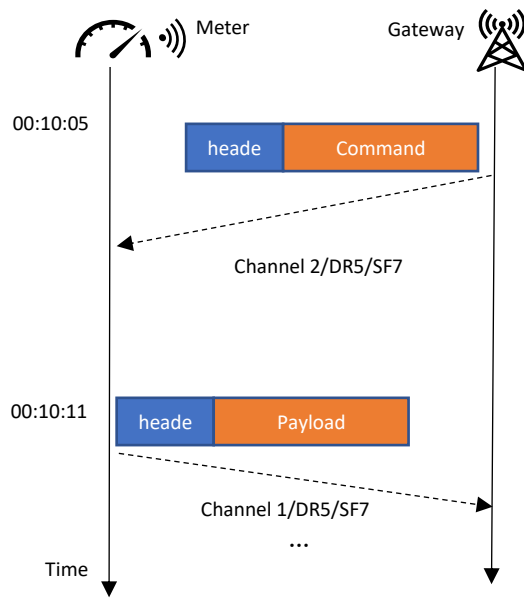 Meter
Gateway
00:10:05
heade
Command
Channel 2/DR5/SF7
00:10:11
heade
Payload
Channel 1/DR5/SF7
...
Time